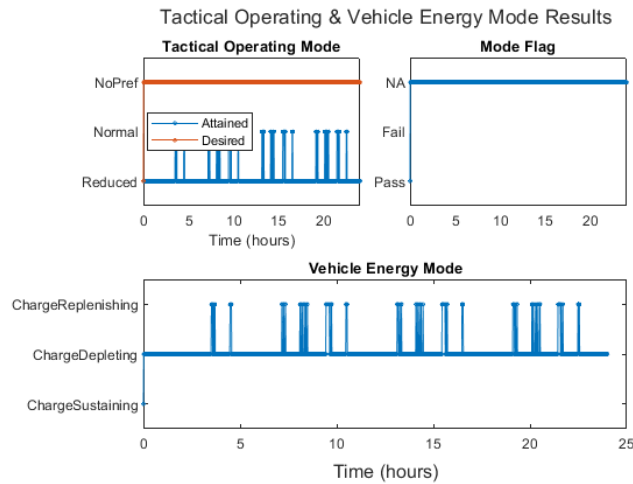 Tactical Operating & Vehicle Energy Mode Results
Tactical Operating Mode
NoPref
Normal
Reduced
Attained
Desired
0 5 10 15 20
Time (hours)
Mode Flag
NA
Fail
Pass
0 5 10 15 20
Vehicle Energy Mode
ChargeReplenishing
ChargeDepleting
ChargeSustaining
0 5 10 15 20 25
Time (hours)